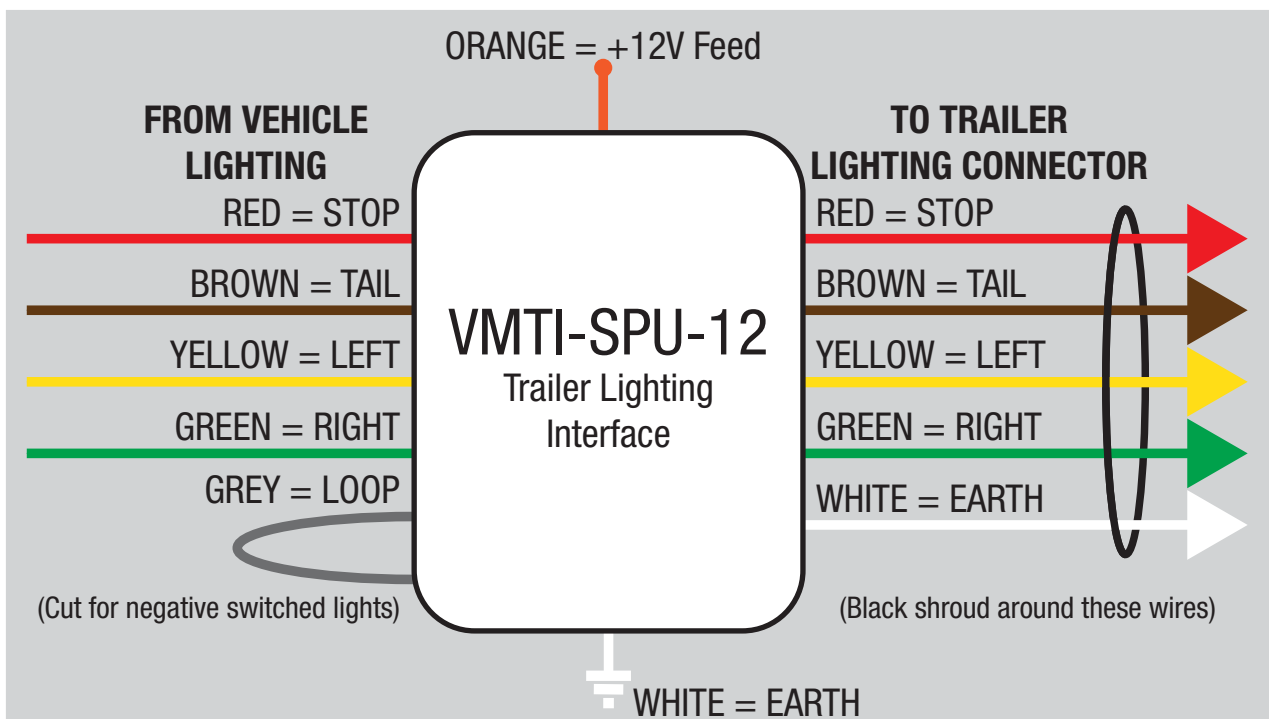 ORANGE = +12V Feed
FROM VEHICLE
LIGHTING
RED = STOP
BROWN = TAIL
YELLOW = LEFT
GREEN = RIGHT
GREY = LOOP
(Cut for negative switched lights)
VMTI-SPU-12
Trailer Lighting
Interface
TO TRAILER
LIGHTING CONNECTOR
RED = STOP
BROWN = TAIL
YELLOW = LEFT
GREEN = RIGHT
WHITE = EARTH
(Black shroud around these wires)
WHITE = EARTH